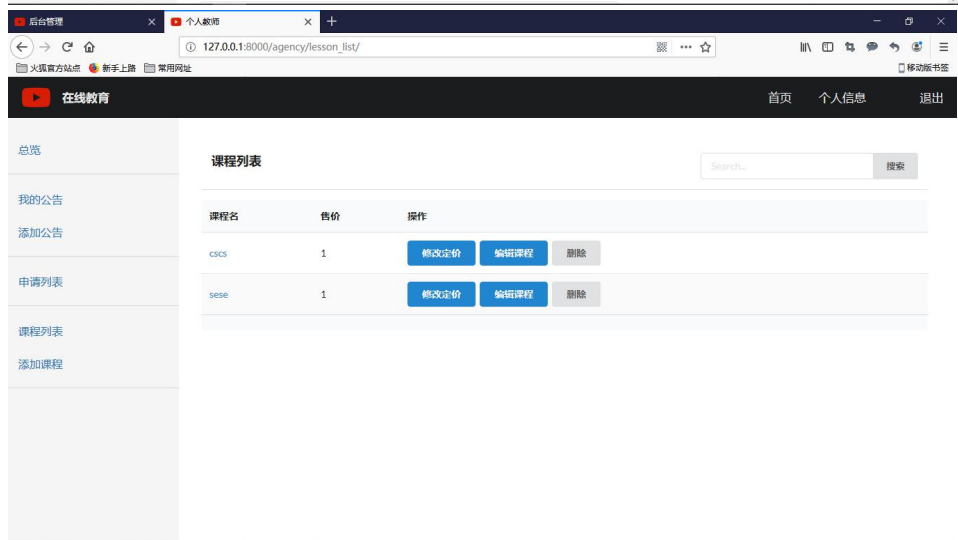 后台管理 个人教师
127.0.0.1:8000/agency/lesson_list/
火狐官方站点 新手上路 常用网址 移动版书签
在线教育 首页 个人信息 退出
总览
我的公告
添加公告
申请列表
课程列表
添加课程
课程列表 Search... 搜索
课程名 售价 操作
cscs 1 修改定价 编辑课程 删除
sese 1 修改定价 编辑课程 删除